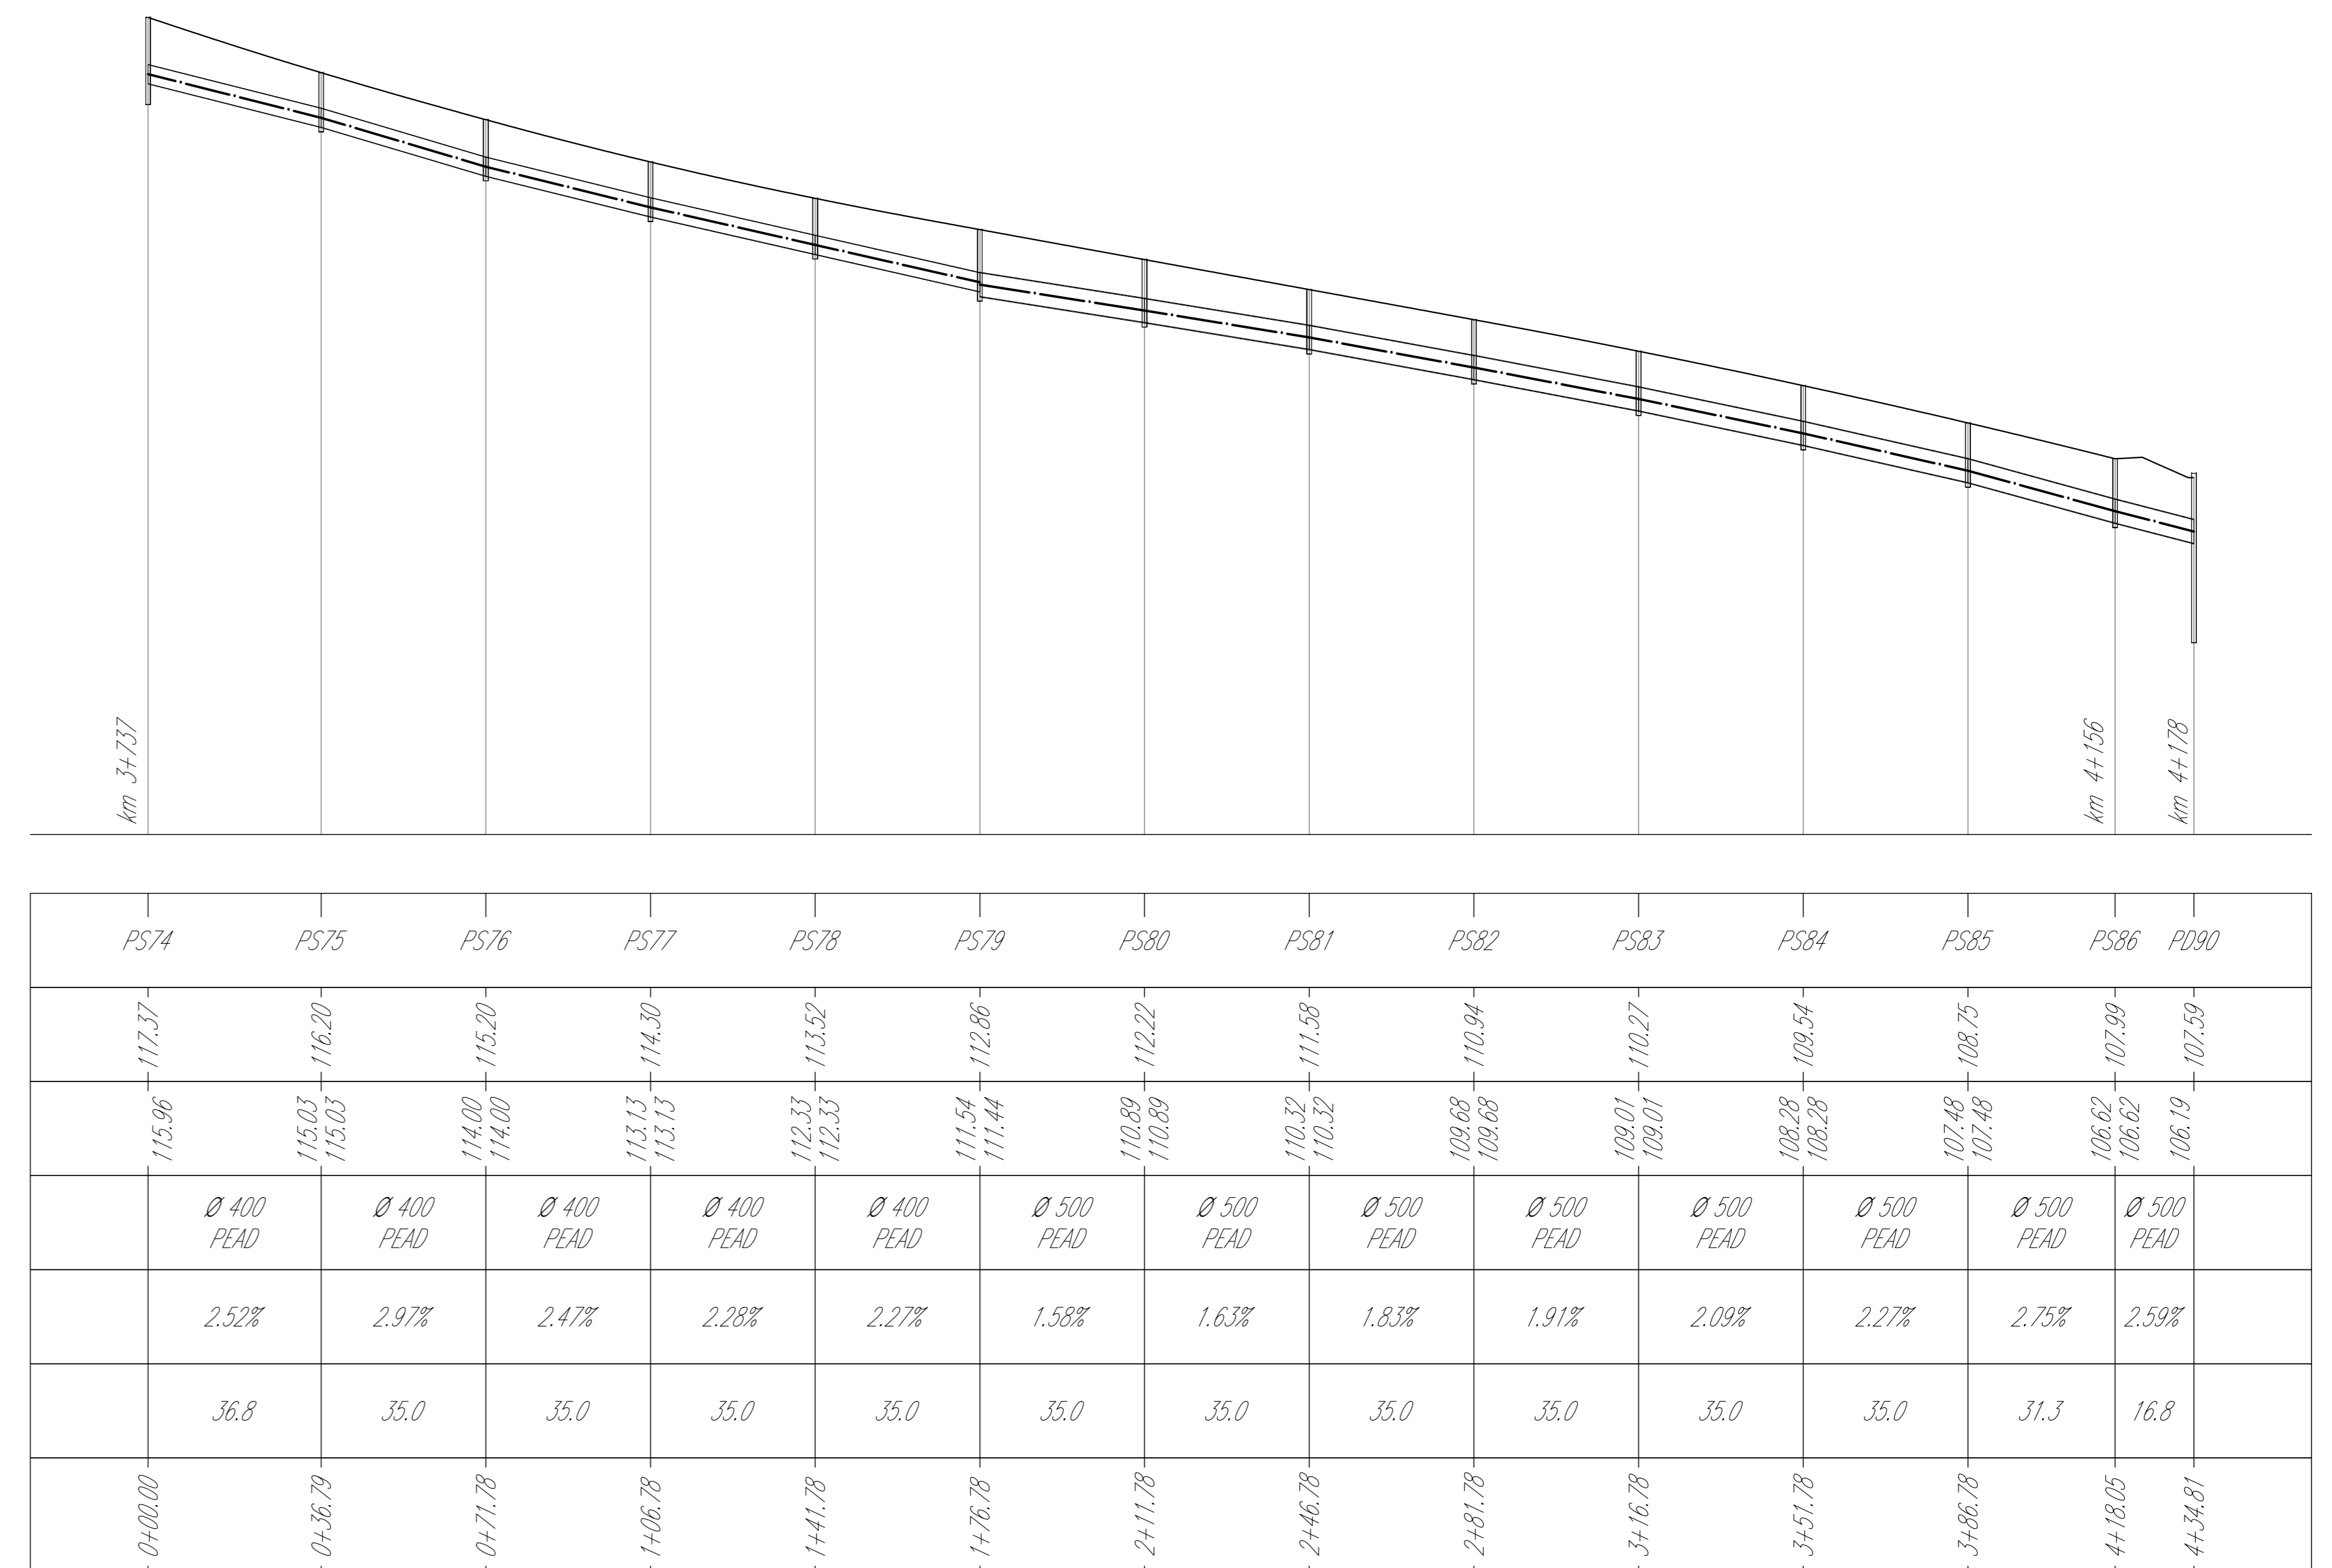 km 3+737
km 4+156
km 4+178
PS74 PS75 PS76 PS77 PS78 PS79 PS80 PS81 PS82 PS83 PS84 PS85 PS86 PD90
117.37 116.20 115.20 114.30 113.52 112.86 112.22 111.58 110.94 110.27 109.54 108.75 107.99 107.59
115.96 115.03 115.03 114.00 114.00 113.13 113.13 112.33 112.33 111.54 111.44 110.89 110.89 110.32 110.32 109.68 109.68 109.01 109.01 108.28 108.28 107.48 107.48 106.62 106.62 106.19
Ø 400 Ø 400 Ø 400 Ø 400 Ø 400 Ø 500 Ø 500 Ø 500 Ø 500 Ø 500 Ø 500 Ø 500 Ø 500
PEAD PEAD PEAD PEAD PEAD PEAD PEAD PEAD PEAD PEAD PEAD PEAD PEAD
2.52% 2.97% 2.47% 2.28% 2.27% 1.58% 1.63% 1.83% 1.91% 2.09% 2.27% 2.75% 2.59%
36.8 35.0 35.0 35.0 35.0 35.0 35.0 35.0 35.0 35.0 35.0 31.3 16.8
0+00.00 0+36.79 0+71.78 1+06.78 1+41.78 1+76.78 2+11.78 2+46.78 2+81.78 3+16.78 3+51.78 3+86.78 4+18.05 4+34.81